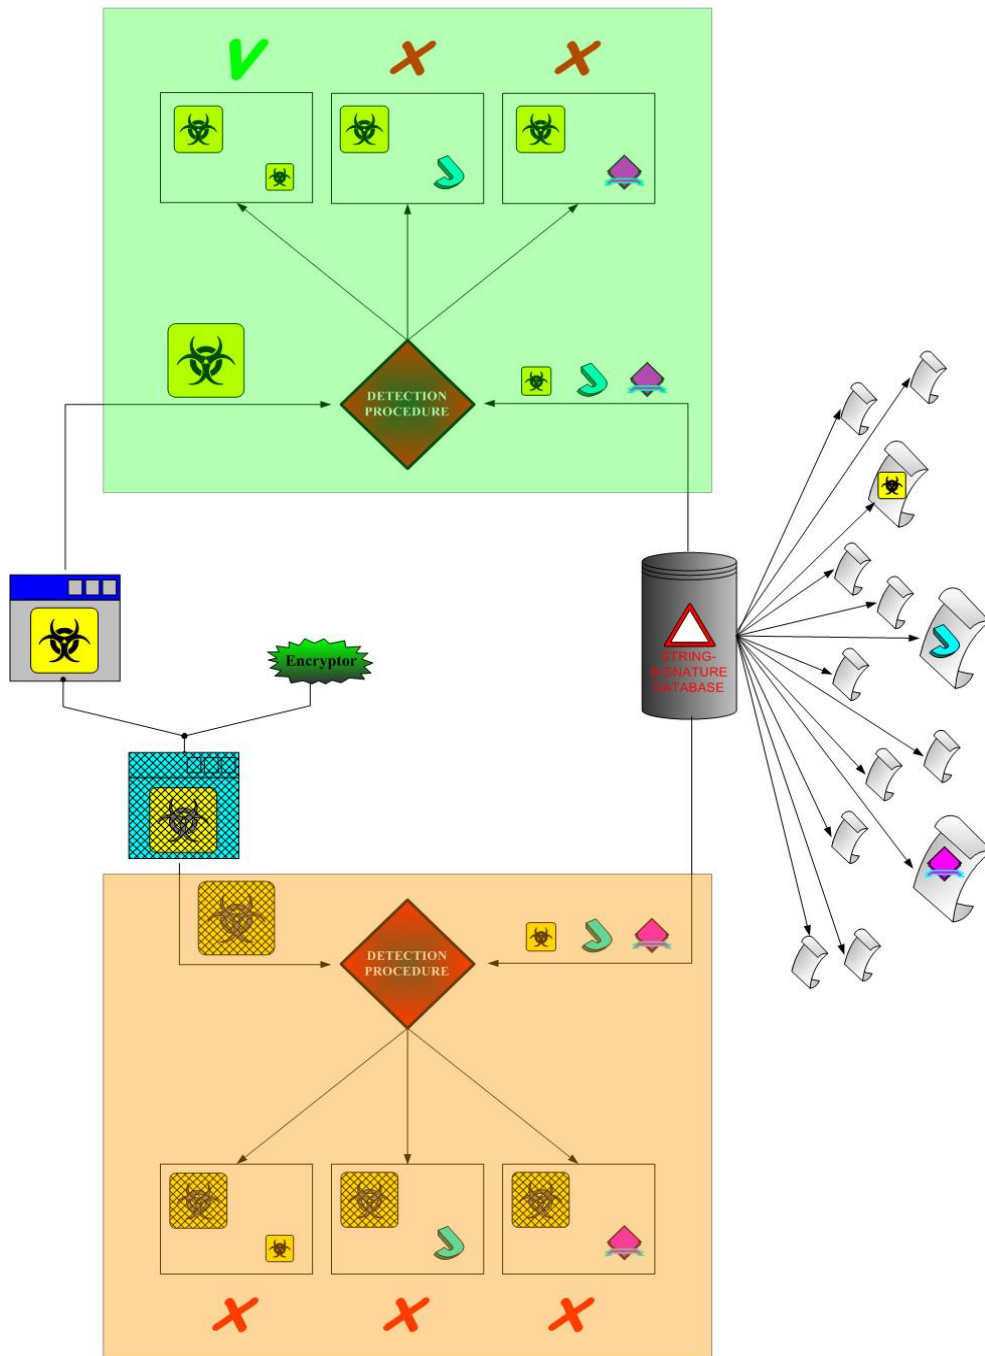 DETECTION
PROCEDURE
Encryptor
STRING-
SIGNATURE
DATABASE
DETECTION
PROCEDURE